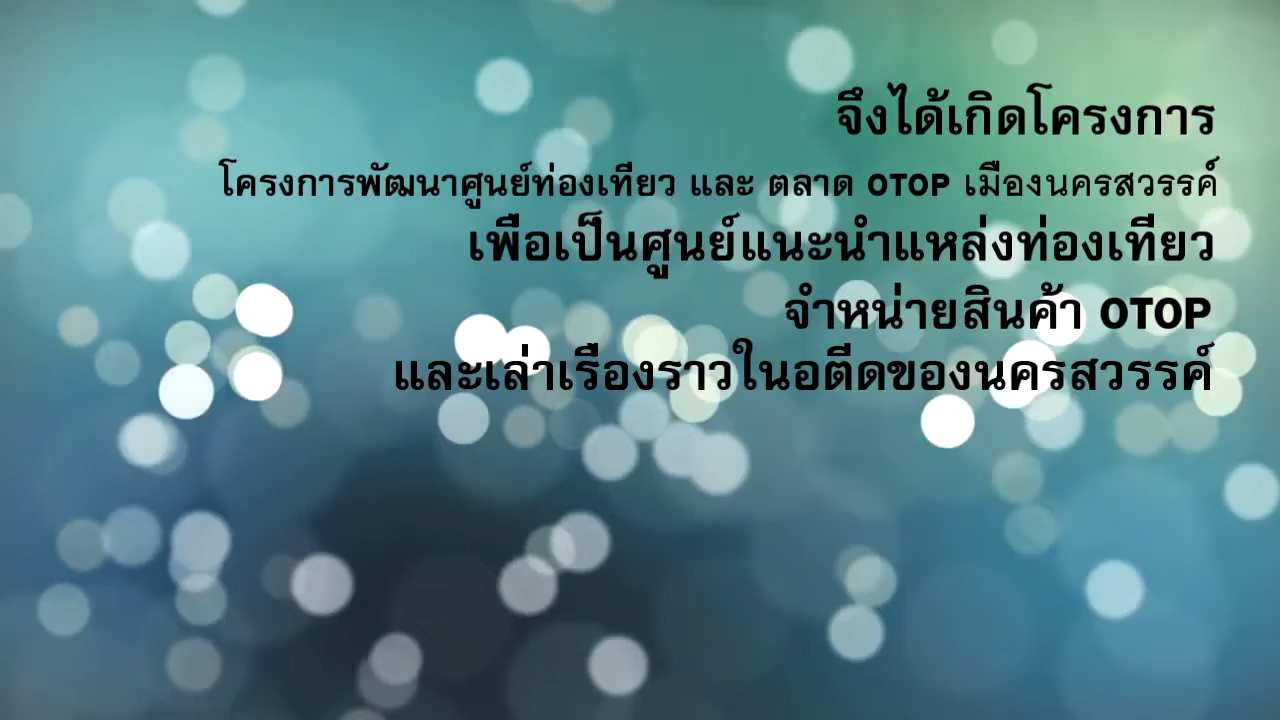 จึงได้เกิดโครงการ
โครงการพัฒนาศูนย์ท่องเที่ยว และ ตลาด OTOP เมืองนครสวรรค์
เพื่อเป็นศูนย์แนะนำแหล่งท่องเที่ยว
จำหน่ายสินค้า OTOP
และเล่าเรื่องราวในอดีตของนครสวรรค์